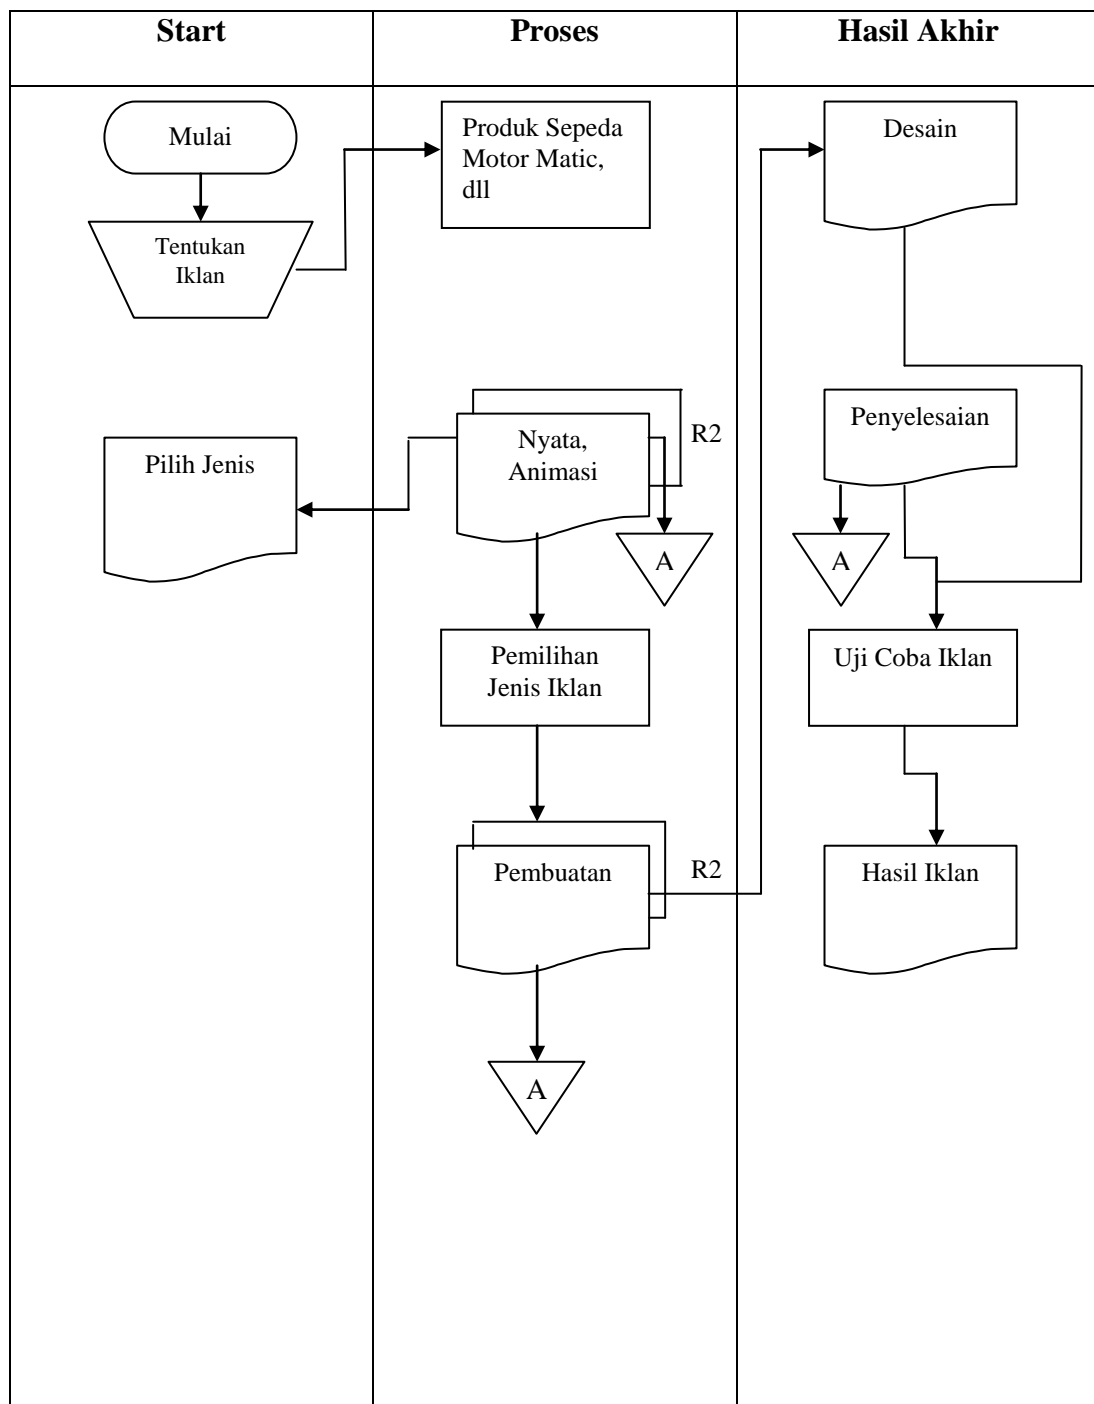 Start
Proses
Hasil Akhir
Mulai
Produk Sepeda
Motor Matic,
dll
Desain
Tentukan
Iklan
Pilih Jenis
Nyata,
Animasi
R2
Penyelesaian
A
A
Pemilihan
Jenis Iklan
Uji Coba Iklan
Pembuatan
R2
Hasil Iklan
A